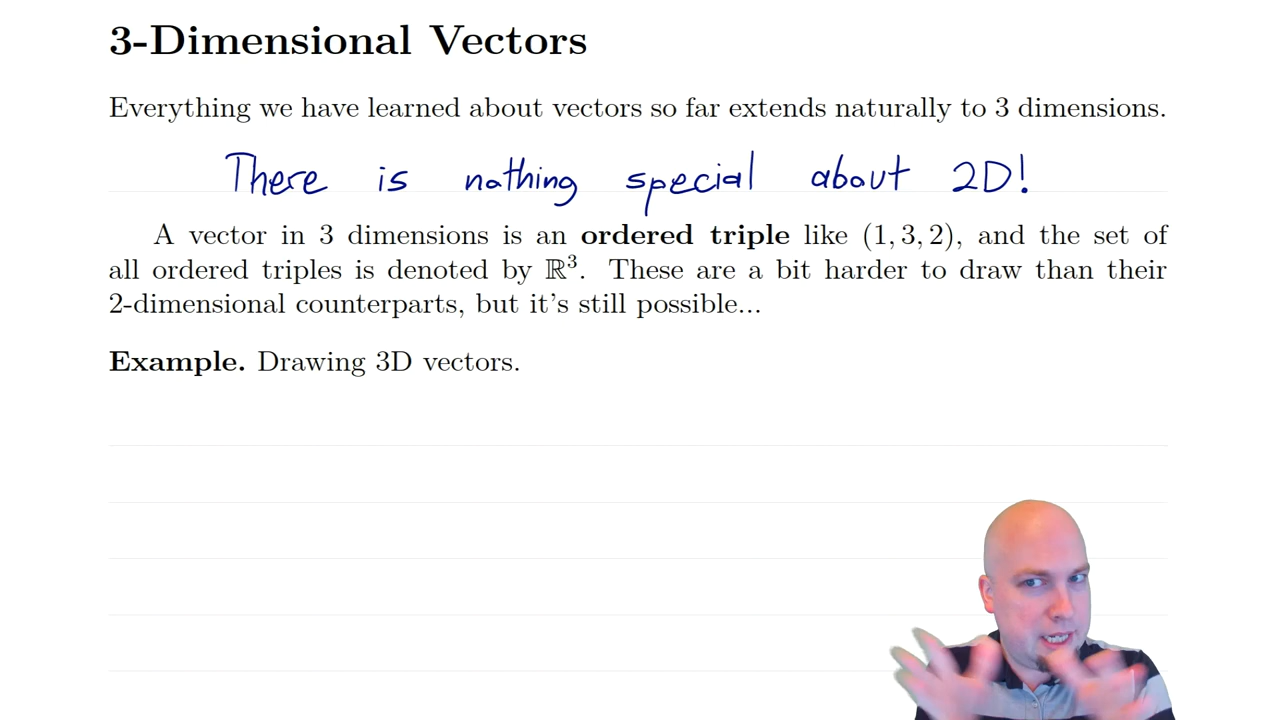 3-Dimensional Vectors
Everything we have learned about vectors so far extends naturally to 3 dimensions.
There is nothing special about 2D!
A vector in 3 dimensions is an ordered triple like (1, 3, 2), and the set of
all ordered triples is denoted by ℝ³. These are a bit harder to draw than their
2-dimensional counterparts, but it's still possible...
Example. Drawing 3D vectors.